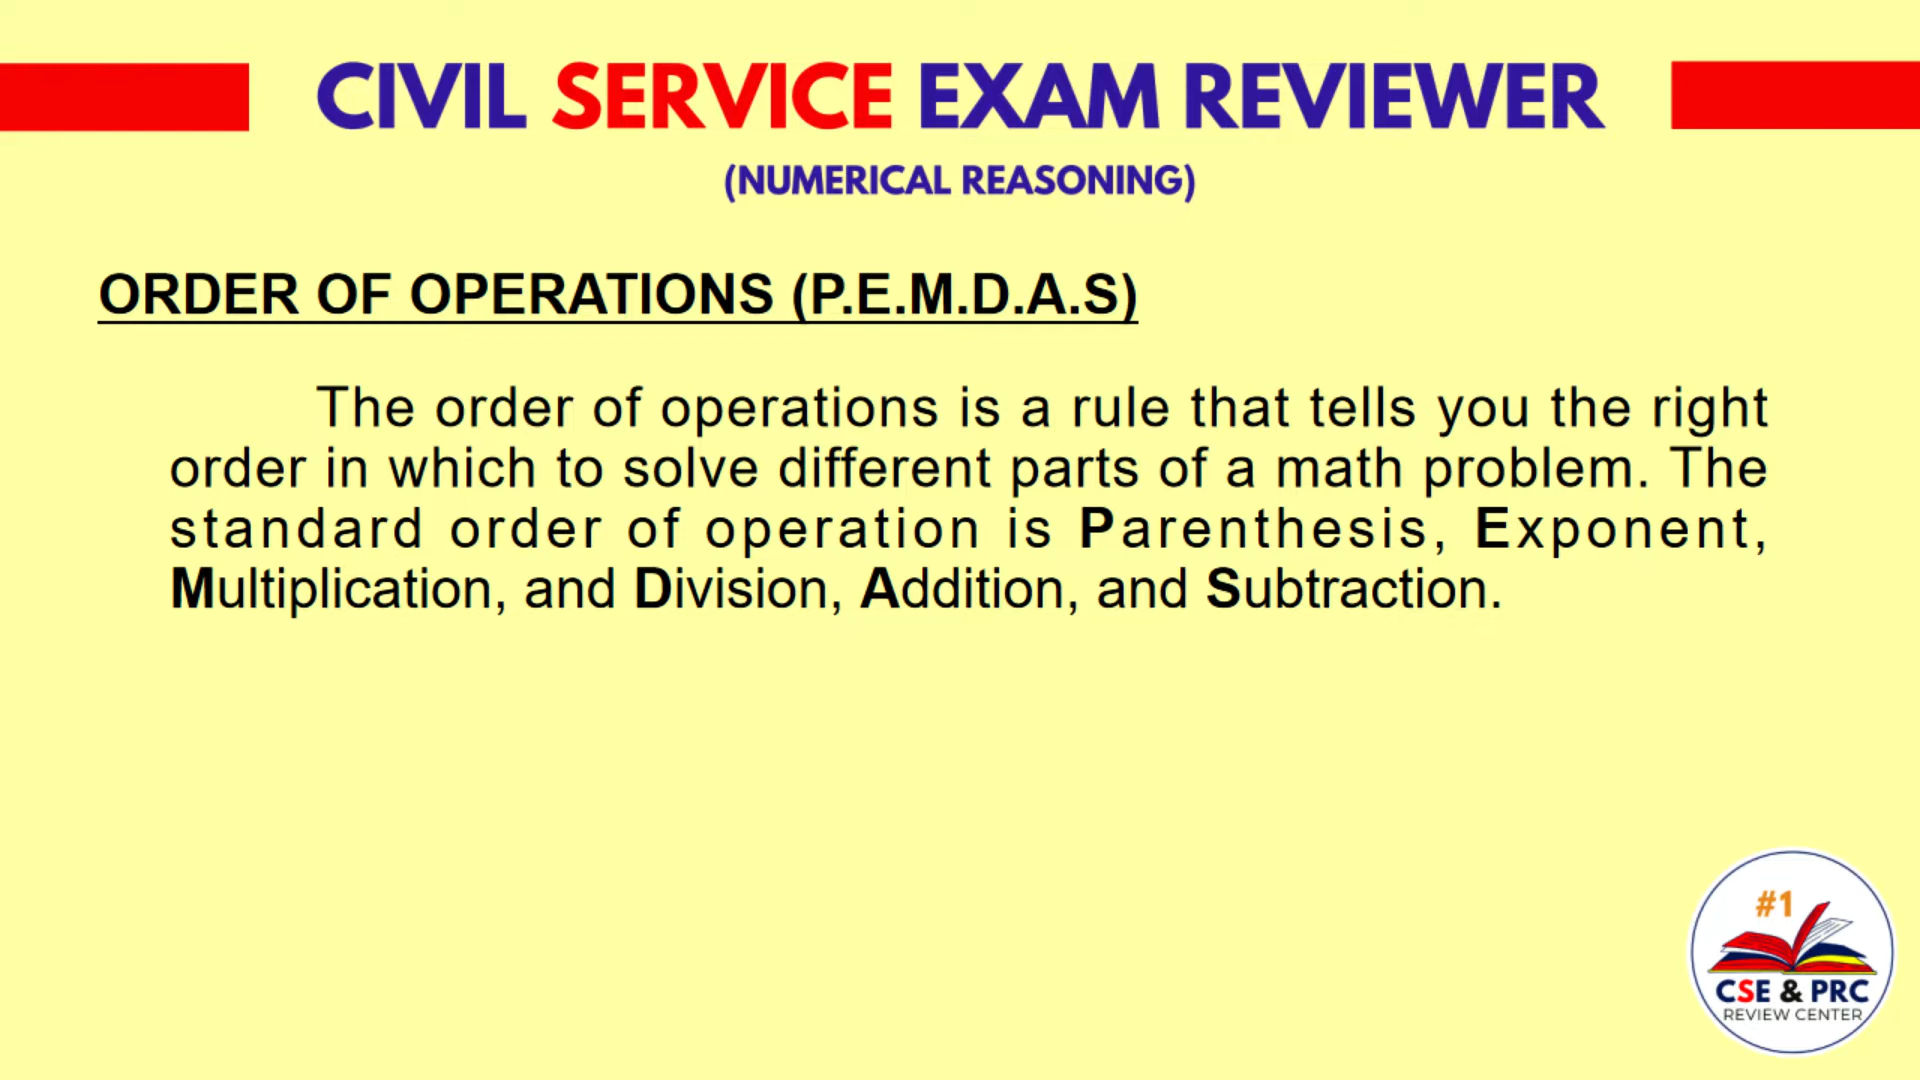 CIVIL SERVICE EXAM REVIEWER
(NUMERICAL REASONING)
ORDER OF OPERATIONS (P.E.M.D.A.S)
The order of operations is a rule that tells you the right
order in which to solve different parts of a math problem. The
standard order of operation is Parenthesis, Exponent,
Multiplication, and Division, Addition, and Subtraction.
#1
CSE & PRC
REVIEW CENTER